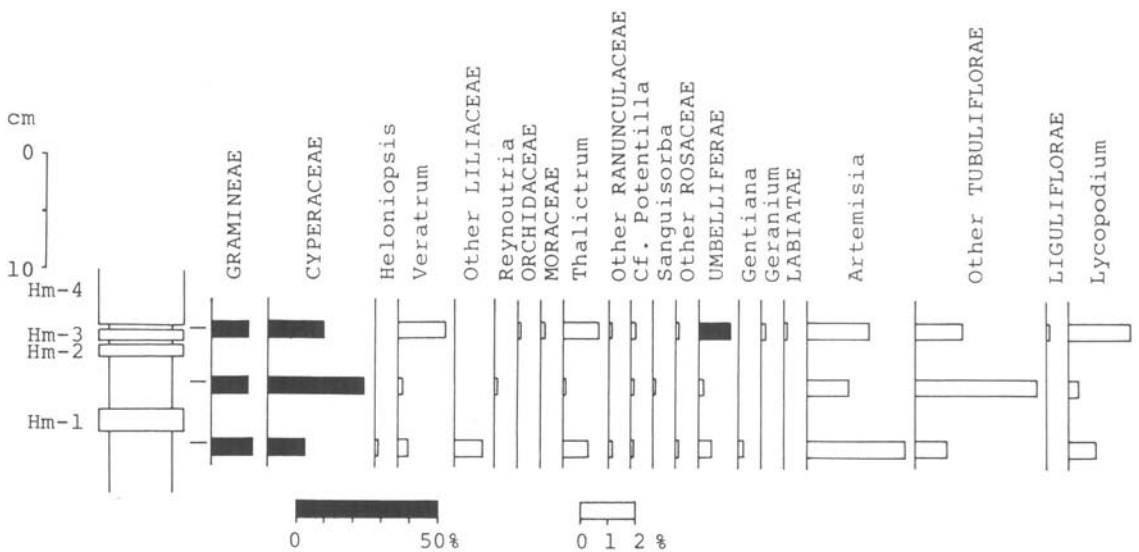 cm
0
10
Hm-4
Hm-3
Hm-2
Hm-1
GRAMINEAE
CYPERACEAE
Heloniopsis
Veratrum
Other LILIACEAE
Reynoutria
ORCHIDACEAE
MORACEAE
Thalictrum
Other RANUNCULACEAE
Cf. Potentilla
Sanguisorba
Other ROSACEAE
UMBELLIFERAE
Gentiana
Geranium
LABIATAE
Artemisia
Other TUBULIFLORAE
LIGULIFLORAE
Lycopodium
0 50%
0 1 2 %